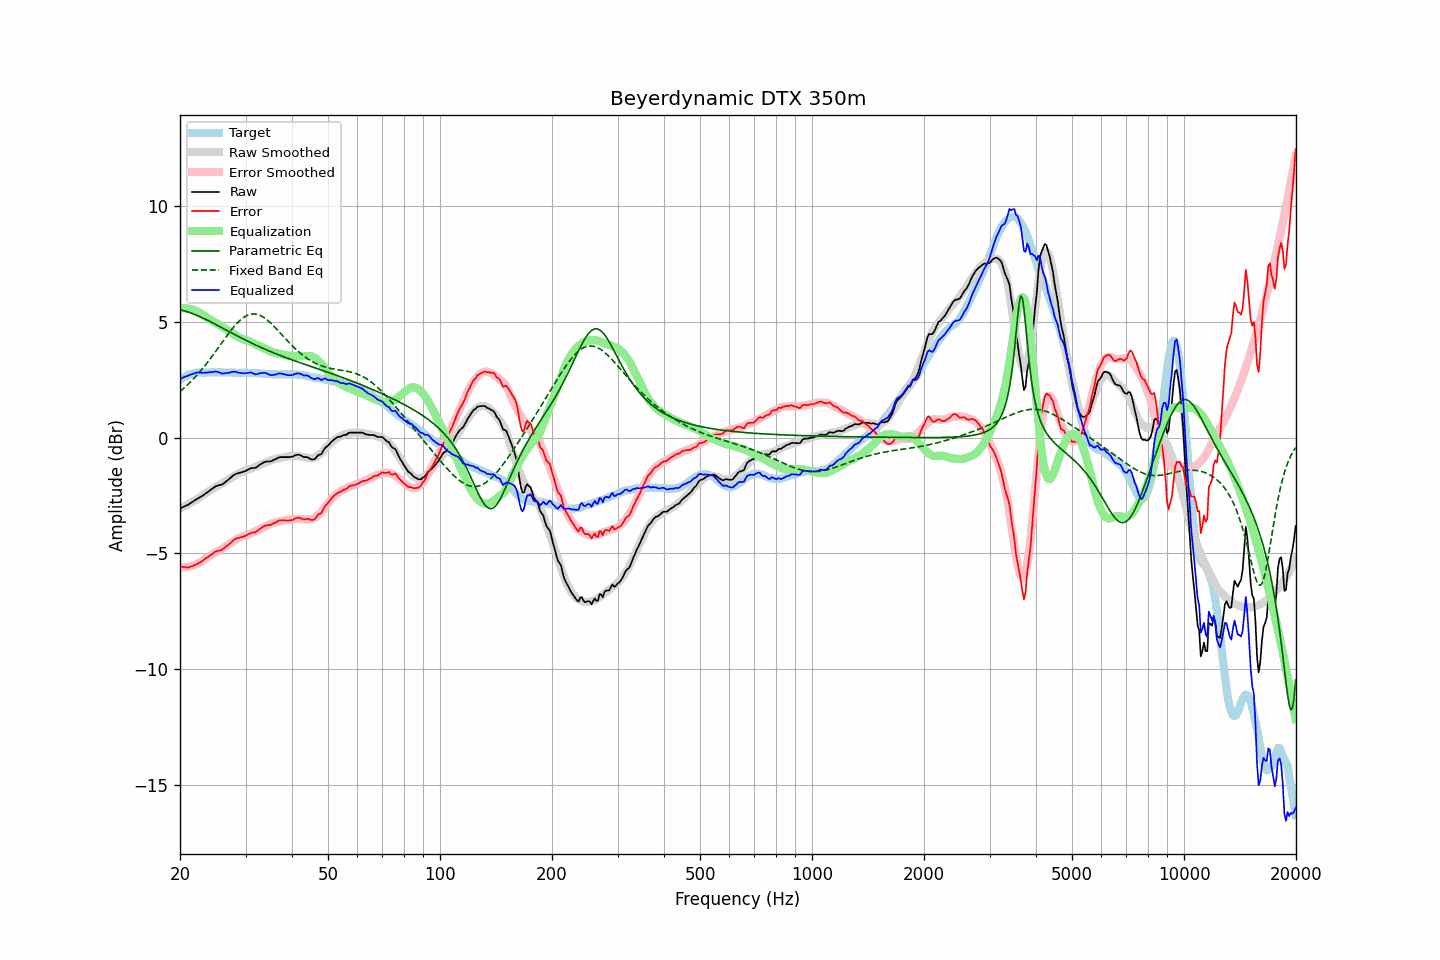 Beyerdynamic DTX 350m
Target
Raw Smoothed
Error Smoothed
Raw
Error
Equalization
Parametric Eq
Fixed Band Eq
Equalized
Amplitude (dBr)
10
5
0
−5
−10
−15
20
50
100
200
500
1000
2000
5000
10000
20000
Frequency (Hz)